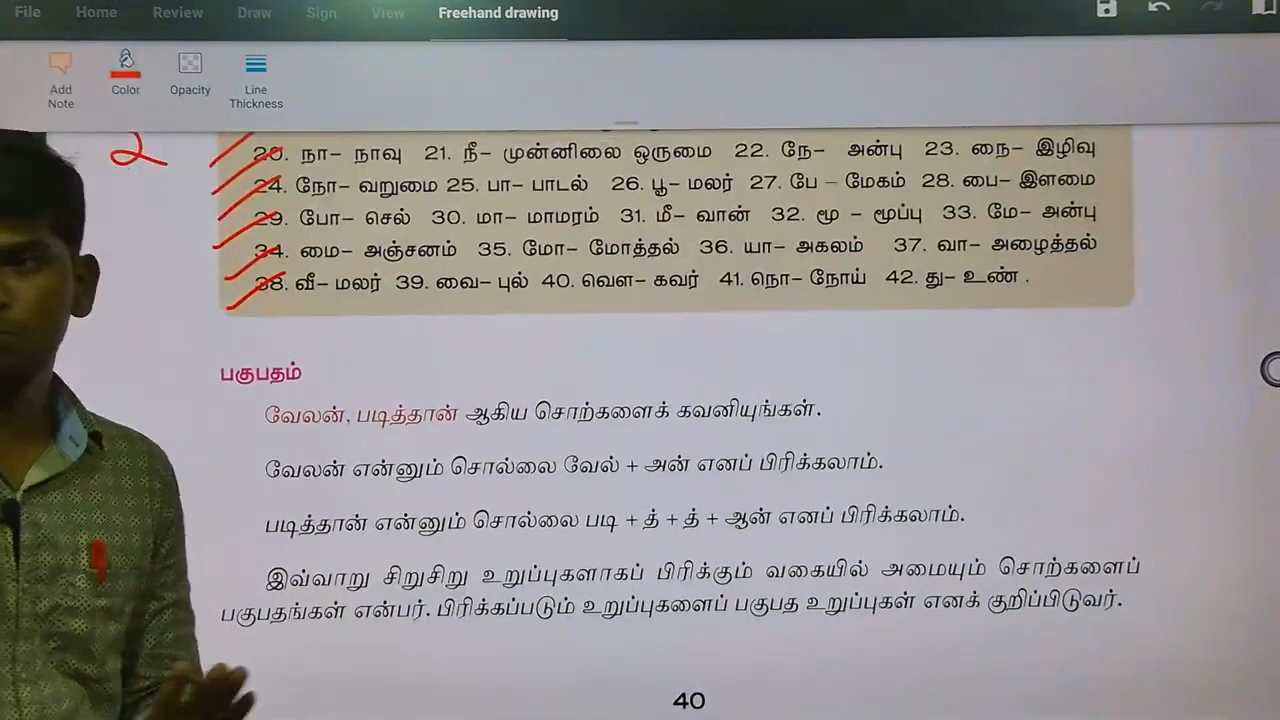 File Home Review Draw Sign View Freehand drawing
Add Note Color Opacity Line Thickness
2
20. நா– நாவு 21. நீ– முன்னிலை ஒருமை 22. நே– அன்பு 23. நை– இழிவு
24. நோ– வறுமை 25. பா– பாடல் 26. பூ– மலர் 27. பே – மேகம் 28. பை– இளமை
29. போ– செல் 30. மா– மாமரம் 31. மீ– வான் 32. மூ – மூப்பு 33. மே– அன்பு
34. மை– அஞ்சனம் 35. மோ– மோத்தல் 36. யா– அகலம் 37. வா– அழைத்தல்
38. வீ– மலர் 39. வை– புல் 40. வௌ– கவர் 41. நொ– நோய் 42. து– உண் .
பகுபதம்
வேலன், படித்தான் ஆகிய சொற்களைக் கவனியுங்கள்.
வேலன் என்னும் சொல்லை வேல் + அன் எனப் பிரிக்கலாம்.
படித்தான் என்னும் சொல்லை படி + த் + த் + ஆன் எனப் பிரிக்கலாம்.
இவ்வாறு சிறுசிறு உறுப்புகளாகப் பிரிக்கும் வகையில் அமையும் சொற்களைப்
பகுபதங்கள் என்பர். பிரிக்கப்படும் உறுப்புகளைப் பகுபத உறுப்புகள் எனக் குறிப்பிடுவர்.
40